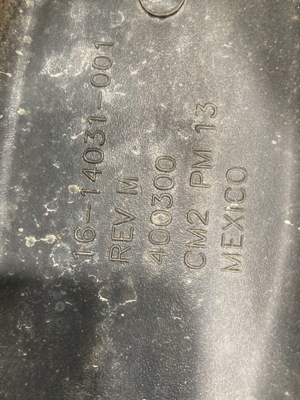 16-14031-001
REV M
400300
CM2 PM 13
MEXICO